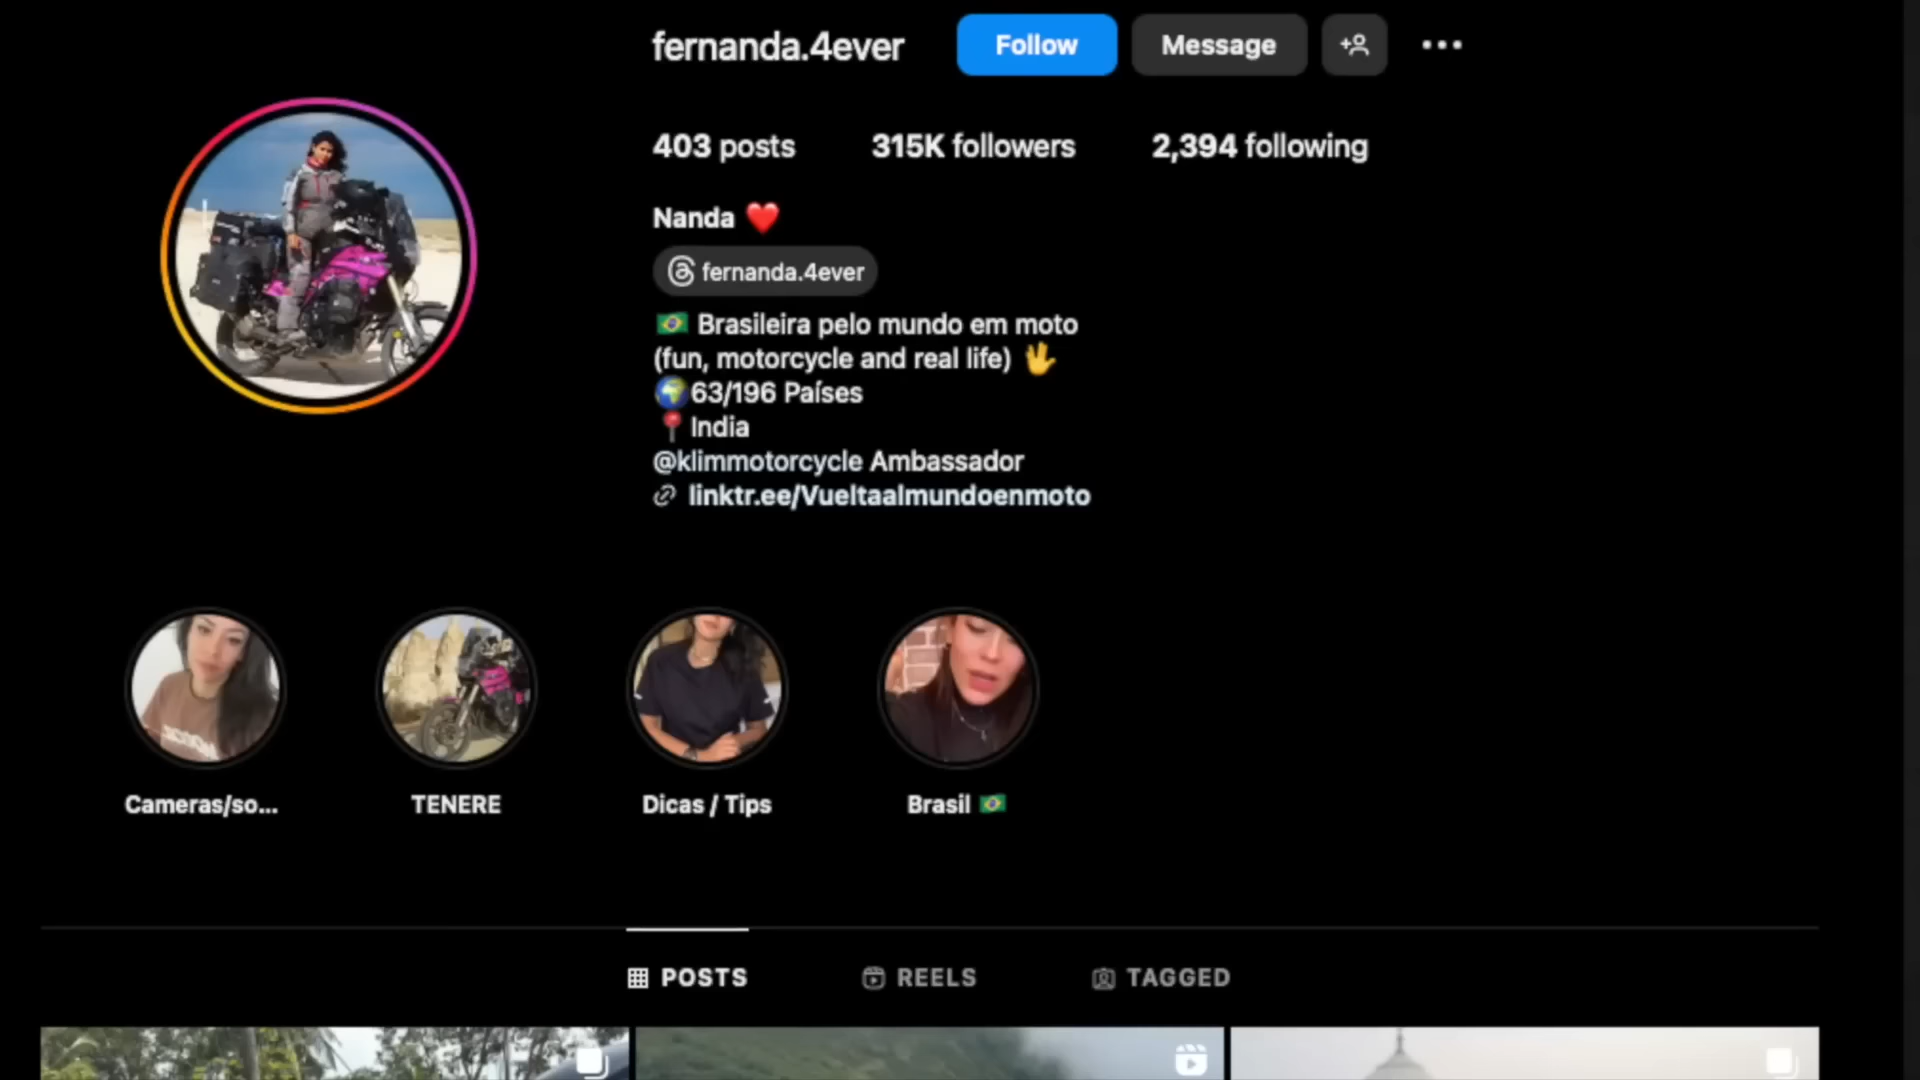 fernanda.4ever
Follow
Message
403 posts
315K followers
2,394 following
Nanda ❤️
fernanda.4ever
🇧🇷 Brasileira pelo mundo em moto
(fun, motorcycle and real life) 🖖
🌍63/196 Países
📍India
@klimmotorcycle Ambassador
linktr.ee/Vueltaalmundoenmoto
Cameras/so...
TENERE
Dicas / Tips
Brasil 🇧🇷
POSTS
REELS
TAGGED